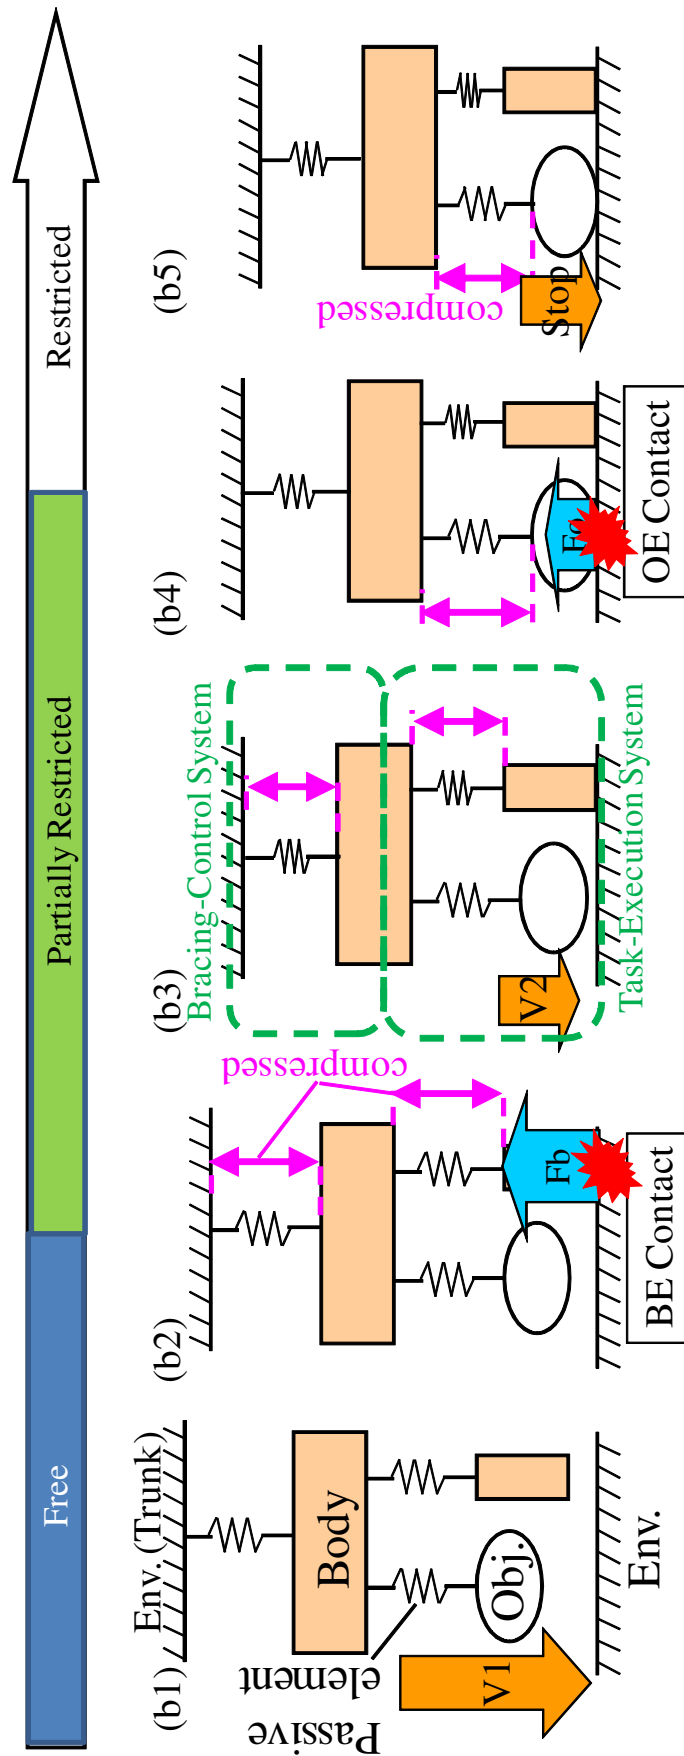 Free
Partially Restricted
Restricted
(b1)
Env. (Trunk)
Body
Obj.
Passive
element
V1
Env.
(b2)
compressed
Fb
BE Contact
(b3)
Bracing-Control System
V2
Task-Execution System
(b4)
OE Contact
(b5)
compressed
Stop